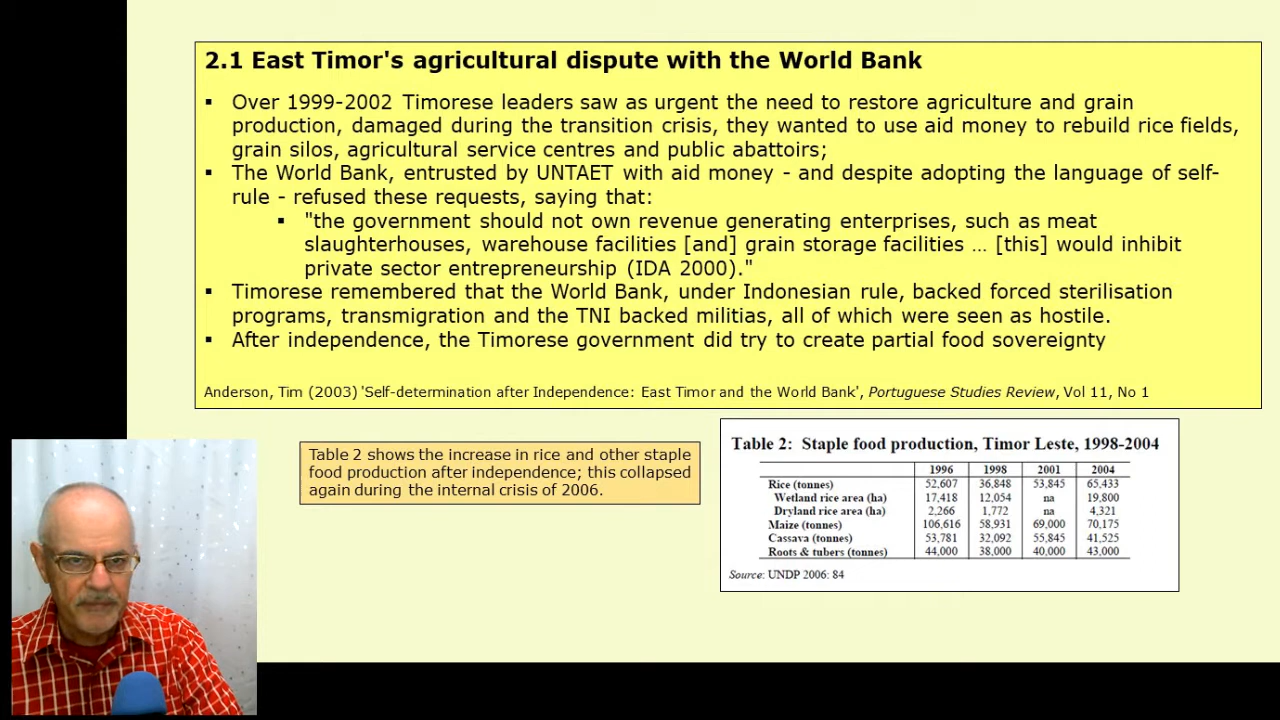 2.1 East Timor's agricultural dispute with the World Bank
▪ Over 1999-2002 Timorese leaders saw as urgent the need to restore agriculture and grain
production, damaged during the transition crisis, they wanted to use aid money to rebuild rice fields,
grain silos, agricultural service centres and public abattoirs;
▪ The World Bank, entrusted by UNTAET with aid money - and despite adopting the language of self-
rule - refused these requests, saying that:
▪ "the government should not own revenue generating enterprises, such as meat
slaughterhouses, warehouse facilities [and] grain storage facilities … [this] would inhibit
private sector entrepreneurship (IDA 2000)."
▪ Timorese remembered that the World Bank, under Indonesian rule, backed forced sterilisation
programs, transmigration and the TNI backed militias, all of which were seen as hostile.
▪ After independence, the Timorese government did try to create partial food sovereignty
Anderson, Tim (2003) 'Self-determination after Independence: East Timor and the World Bank', Portuguese Studies Review, Vol 11, No 1
Table 2 shows the increase in rice and other staple
food production after independence; this collapsed
again during the internal crisis of 2006.
Table 2: Staple food production, Timor Leste, 1998-2004
1996 1998 2001 2004
Rice (tonnes) 52,607 36,848 53,845 65,433
Wetland rice area (ha) 17,418 12,054 na 19,800
Dryland rice area (ha) 2,266 1,772 na 4,321
Maize (tonnes) 106,616 58,931 69,000 70,175
Cassava (tonnes) 53,781 32,092 55,845 41,525
Roots & tubers (tonnes) 44,000 38,000 40,000 43,000
Source: UNDP 2006: 84